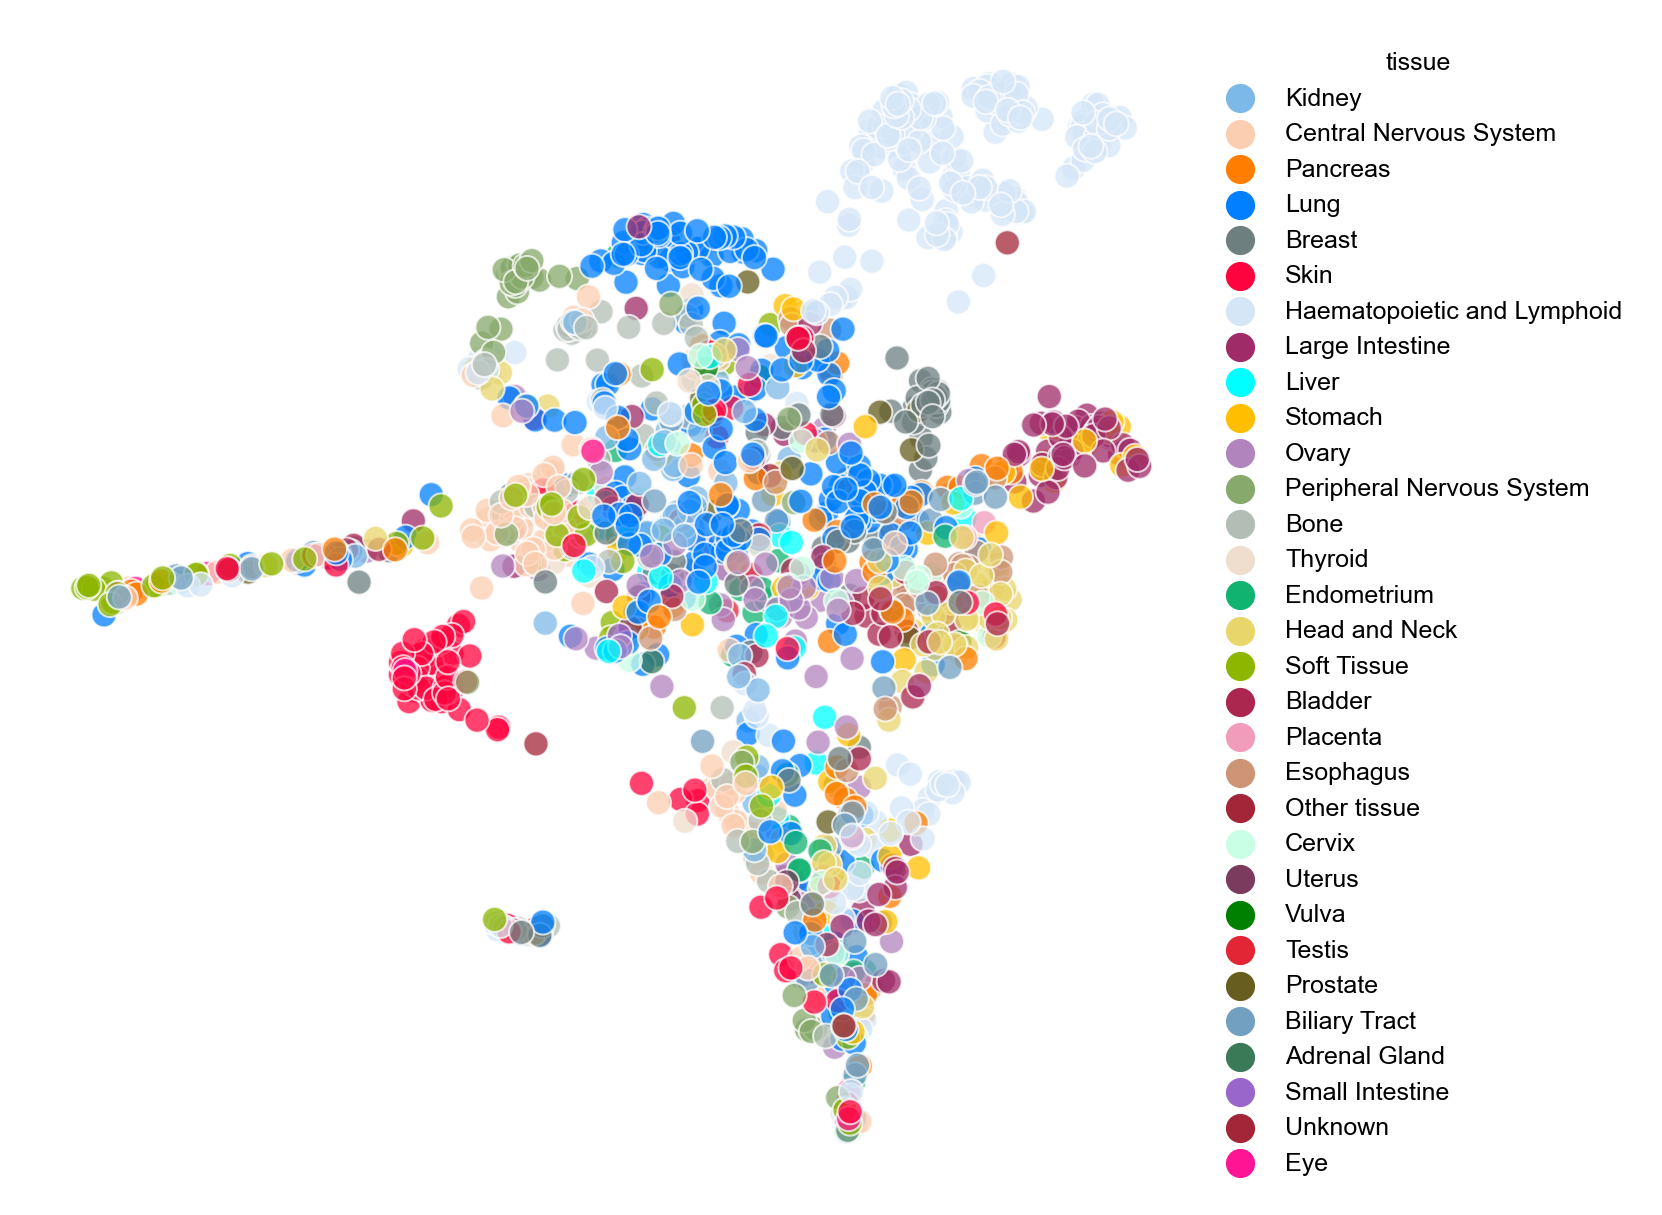 tissue
Kidney
Central Nervous System
Pancreas
Lung
Breast
Skin
Haematopoietic and Lymphoid
Large Intestine
Liver
Stomach
Ovary
Peripheral Nervous System
Bone
Thyroid
Endometrium
Head and Neck
Soft Tissue
Bladder
Placenta
Esophagus
Other tissue
Cervix
Uterus
Vulva
Testis
Prostate
Biliary Tract
Adrenal Gland
Small Intestine
Unknown
Eye